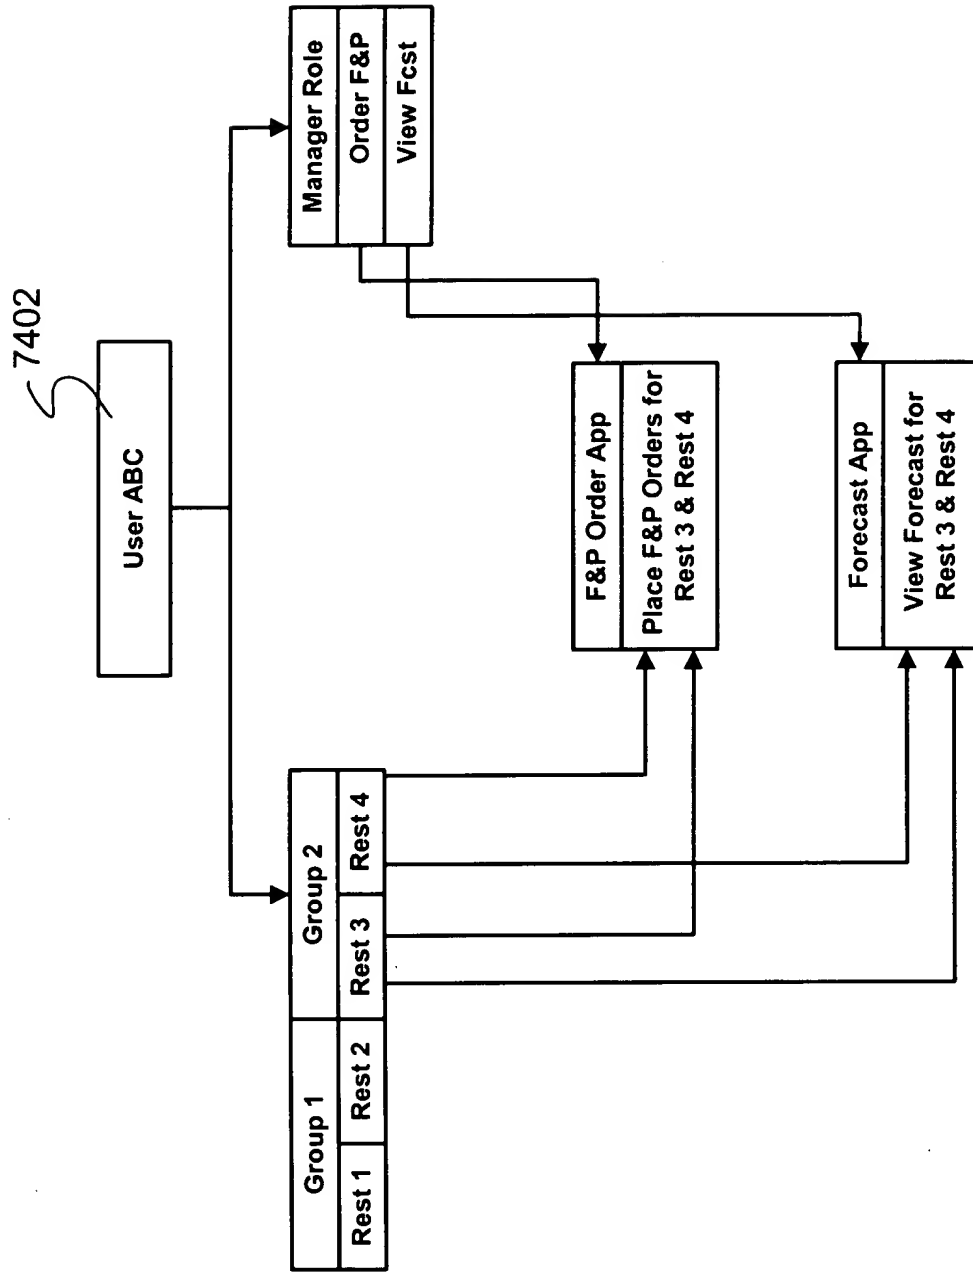 7402
User ABC
Group 1
Group 2
Rest 1
Rest 2
Rest 3
Rest 4
Manager Role
Order F&P
View Fcst
F&P Order App
Place F&P Orders for
Rest 3 & Rest 4
Forecast App
View Forecast for
Rest 3 & Rest 4